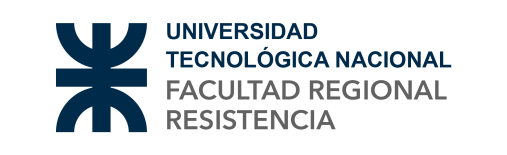 UNIVERSIDAD
TECNOLÓGICA NACIONAL
FACULTAD REGIONAL
RESISTENCIA